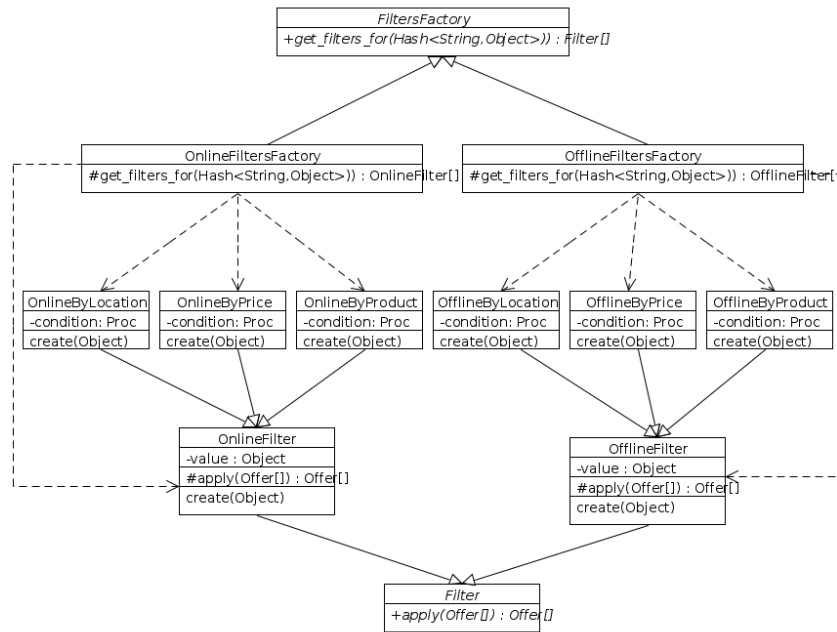 FiltersFactory
+get_filters_for(Hash<String,Object>)) : Filter[]
OnlineFiltersFactory
#get_filters_for(Hash<String,Object>)) : OnlineFilter[]
OfflineFiltersFactory
#get_filters_for(Hash<String,Object>)) : OfflineFilter[
OnlineByLocation
-condition: Proc
create(Object)
OnlineByPrice
-condition: Proc
create(Object)
OnlineByProduct
-condition: Proc
create(Object)
OfflineByLocation
-condition: Proc
create(Object)
OfflineByPrice
-condition: Proc
create(Object)
OfflineByProduct
-condition: Proc
create(Object)
OnlineFilter
-value : Object
#apply(Offer[]) : Offer[]
create(Object)
OfflineFilter
-value : Object
#apply(Offer[]) : Offer[]
create(Object)
Filter
+apply(Offer[]) : Offer[]